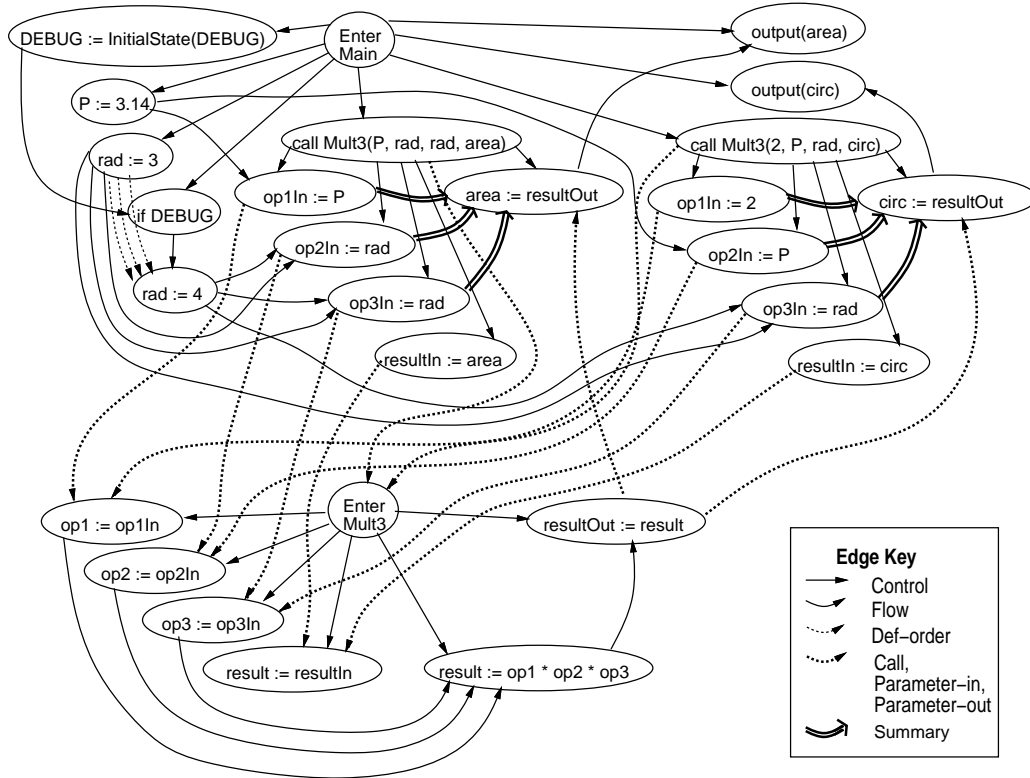 DEBUG := InitialState(DEBUG)
Enter
Main
output(area)
output(circ)
P := 3.14
rad := 3
call Mult3(P, rad, rad, area)
call Mult3(2, P, rad, circ)
if DEBUG
op1In := P
area := resultOut
op1In := 2
circ := resultOut
op2In := rad
op2In := P
rad := 4
op3In := rad
op3In := rad
resultIn := area
resultIn := circ
Enter
Mult3
op1 := op1In
resultOut := result
op2 := op2In
op3 := op3In
result := resultIn
result := op1 * op2 * op3
Edge Key
Control
Flow
Def−order
Call,
Parameter−in,
Parameter−out
Summary